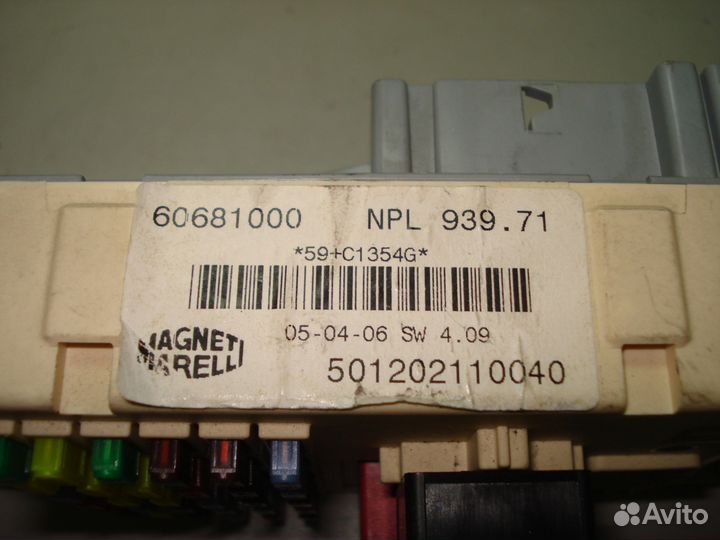 60681000 NPL 939.71
*59+C1354G*
05-04-06 SW 4.09
MAGNETI
MARELLI
501202110040
Avito